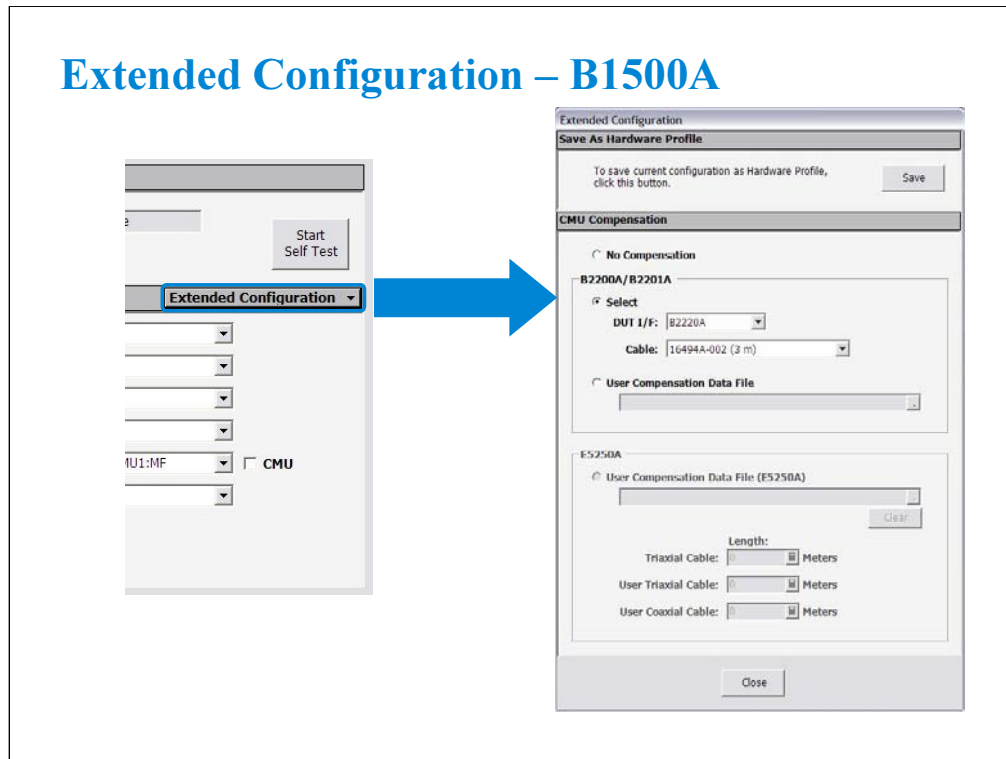 Extended Configuration – B1500A
e
Start
Self Test
Extended Configuration
MU1:MF
CMU
Extended Configuration
Save As Hardware Profile
To save current configuration as Hardware Profile,
click this button.
Save
CMU Compensation
No Compensation
B2200A/B2201A
Select
DUT I/F: B2220A
Cable: 16494A-002 (3 m)
User Compensation Data File
E5250A
User Compensation Data File (E5250A)
Clear
Length:
Triaxial Cable: 0 Meters
User Triaxial Cable: 0 Meters
User Coaxial Cable: 0 Meters
Close